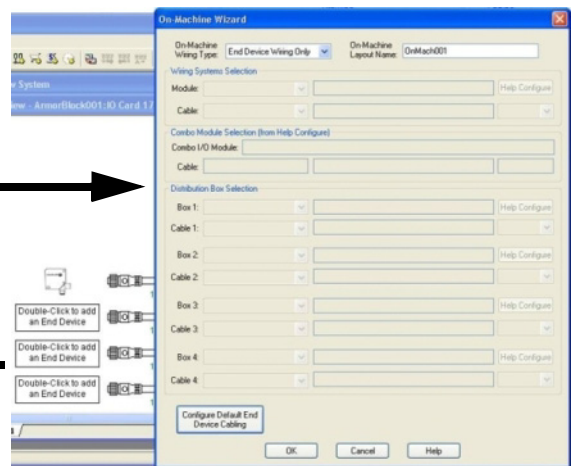 On-Machine Wizard
On-Machine Wiring Type: End Device Wiring Only
On-Machine Layout Name: OnMach001
Wiring Systems Selection
Module: Help Configure
Cable:
Combo Module Selection (from Help Configure)
Combo I/O Module:
Cable:
Distribution Box Selection
Box 1: Help Configure
Cable 1:
Box 2: Help Configure
Cable 2:
Box 3: Help Configure
Cable 3:
Box 4: Help Configure
Cable 4:
Configure Default End Device Cabling
OK Cancel Help
System
ArmorBlock001:IO Card 17
Double-Click to add an End Device
Double-Click to add an End Device
Double-Click to add an End Device